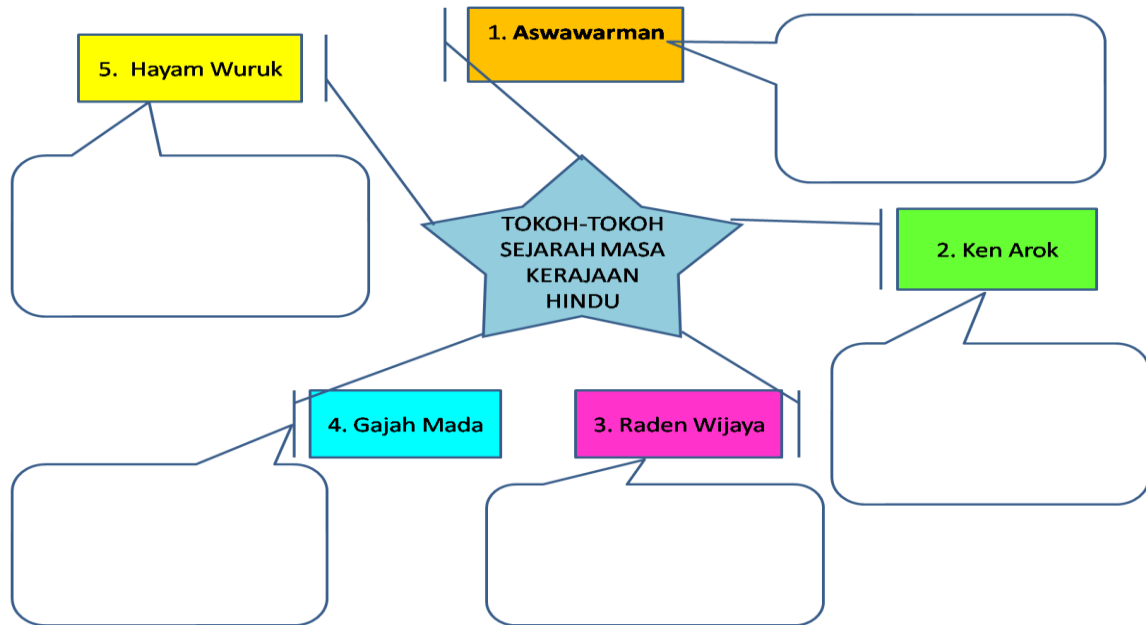 1. Aswawarman
5. Hayam Wuruk
TOKOH-TOKOH
SEJARAH MASA
KERAJAAN
HINDU
2. Ken Arok
4. Gajah Mada
3. Raden Wijaya